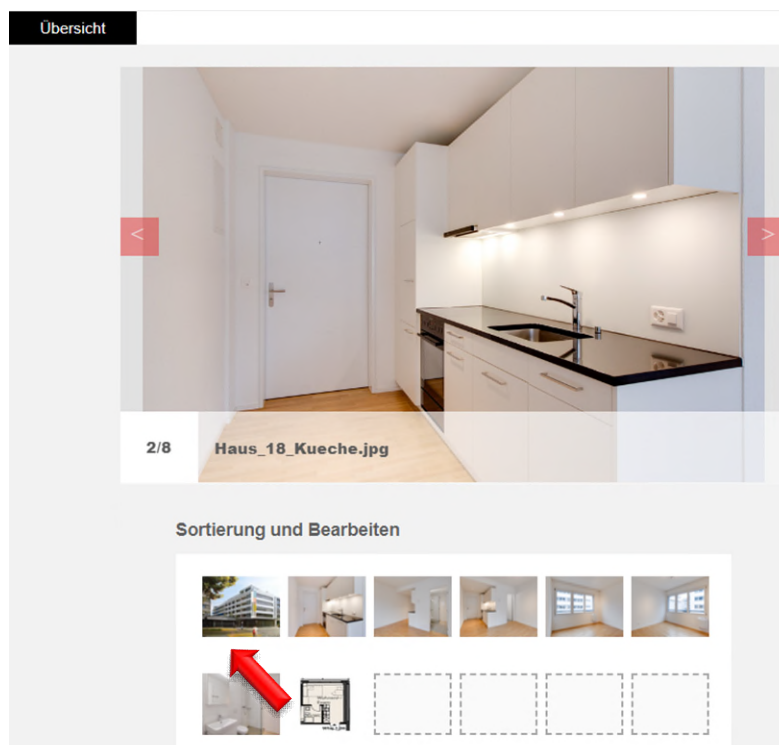 Übersicht
<
>
2/8
Haus_18_Kueche.jpg
Sortierung und Bearbeiten